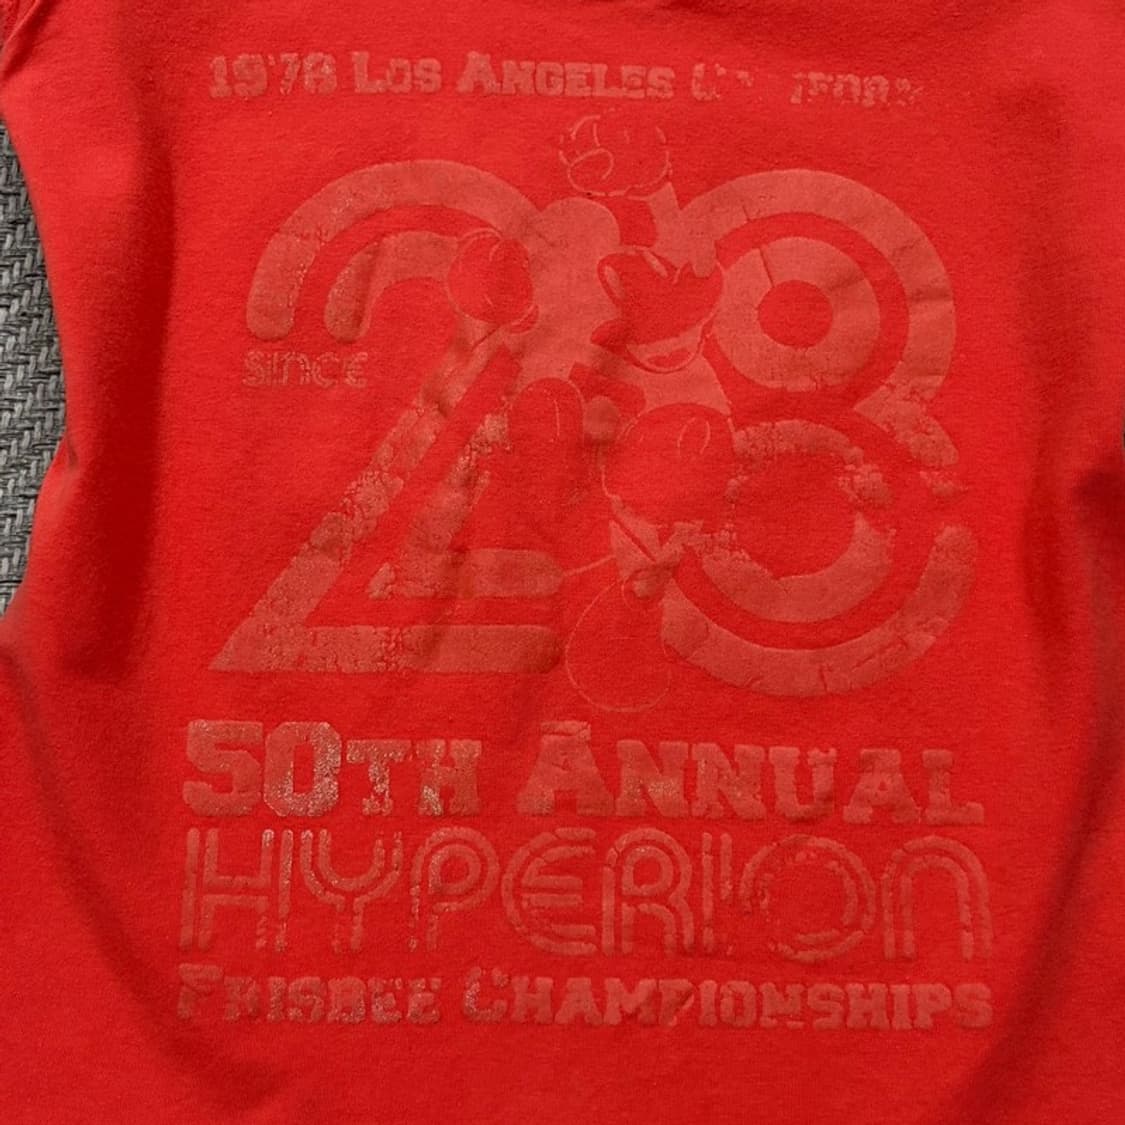 1978 Los Angeles
28
since
50th Annual
HYPERION
Frisbee Championships